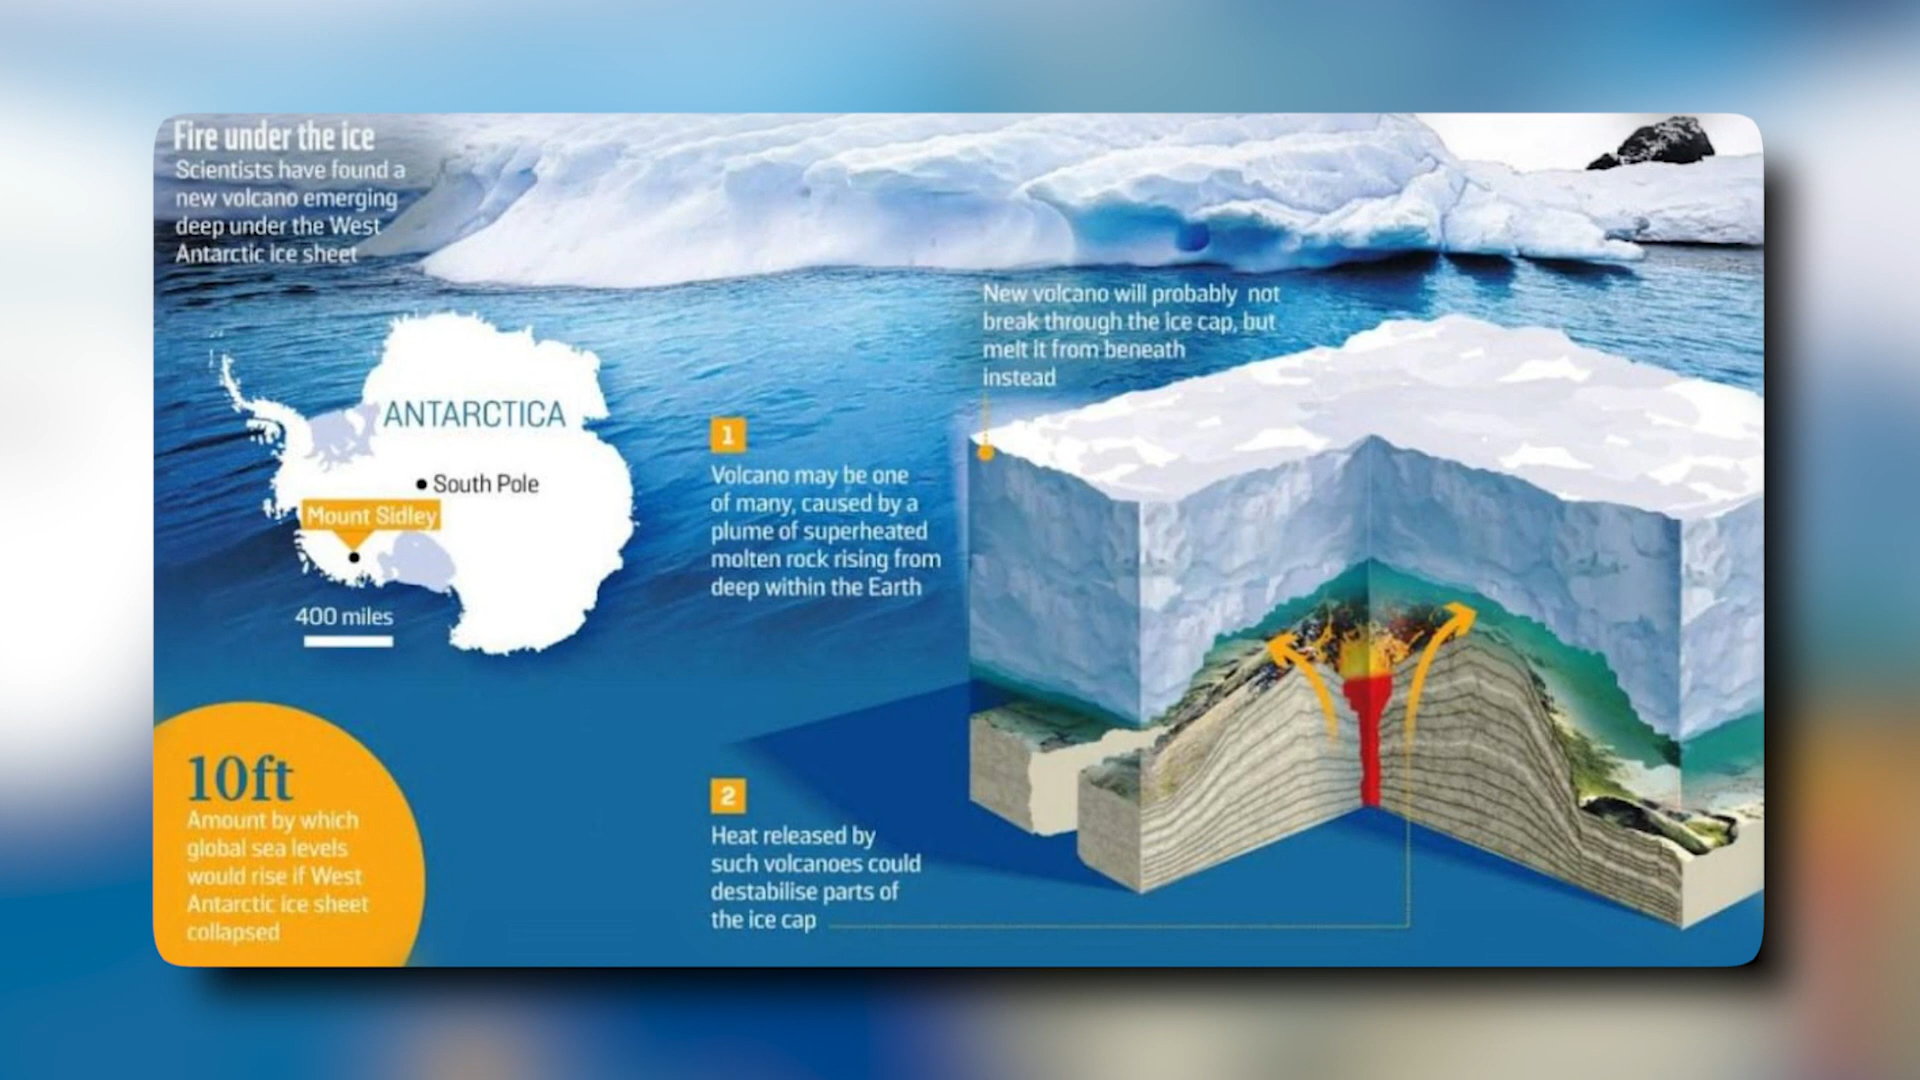 Fire under the ice
Scientists have found a
new volcano emerging
deep under the West
Antarctic ice sheet
ANTARCTICA
South Pole
Mount Sidley
400 miles
10ft
Amount by which
global sea levels
would rise if West
Antarctic ice sheet
collapsed
1
Volcano may be one
of many, caused by a
plume of superheated
molten rock rising from
deep within the Earth
2
Heat released by
such volcanoes could
destabilise parts of
the ice cap
New volcano will probably not
break through the ice cap, but
melt it from beneath
instead